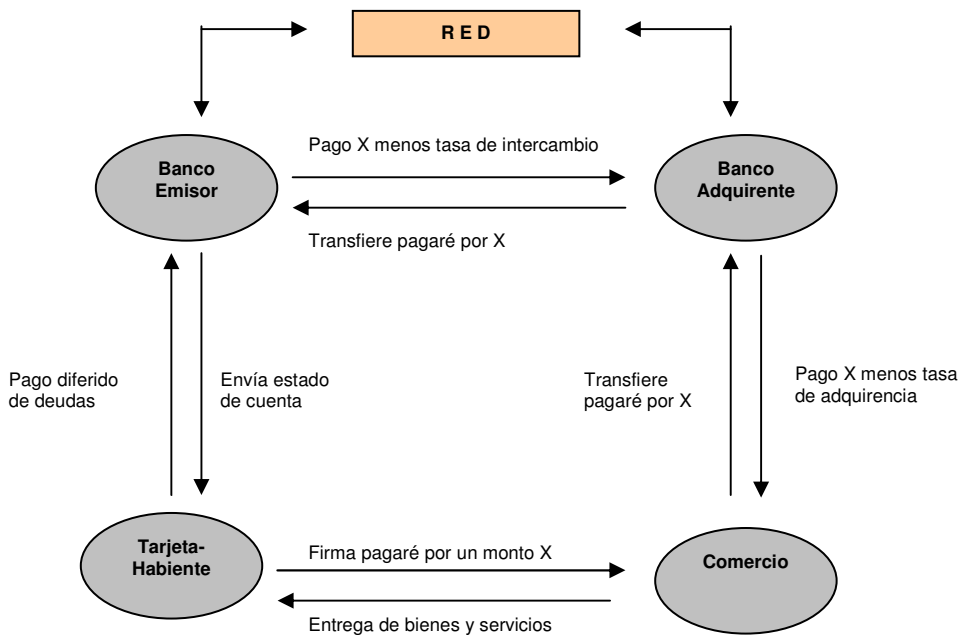 R E D
Pago X menos tasa de intercambio
Banco
Emisor
Banco
Adquirente
Transfiere pagaré por X
Pago diferido
de deudas
Envía estado
de cuenta
Transfiere
pagaré por X
Pago X menos tasa
de adquirencia
Tarjeta-
Habiente
Firma pagaré por un monto X
Comercio
Entrega de bienes y servicios